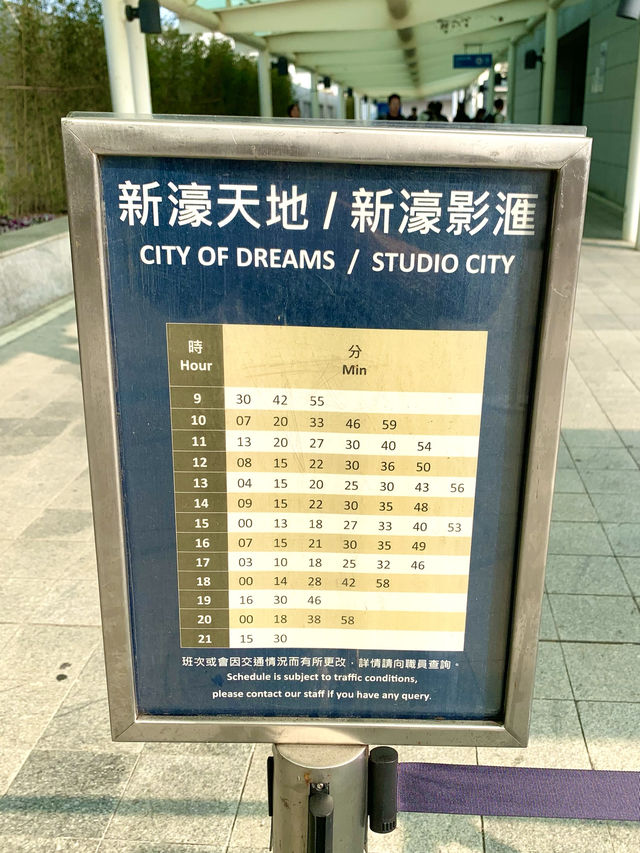 新濠天地 / 新濠影滙
CITY OF DREAMS / STUDIO CITY
時 分
Hour Min
9 30 42 55
10 07 20 33 46 59
11 13 20 27 30 40 54
12 08 15 22 30 36 50
13 04 15 20 25 30 43 56
14 09 15 22 30 35 48
15 00 13 18 27 33 40 53
16 07 15 21 30 35 49
17 03 10 18 25 32 46
18 00 14 28 42 58
19 16 30 46
20 00 18 38 58
21 15 30
班次或會因交通情況而有所更改，詳情請向職員查詢。
Schedule is subject to traffic conditions,
please contact our staff if you have any query.